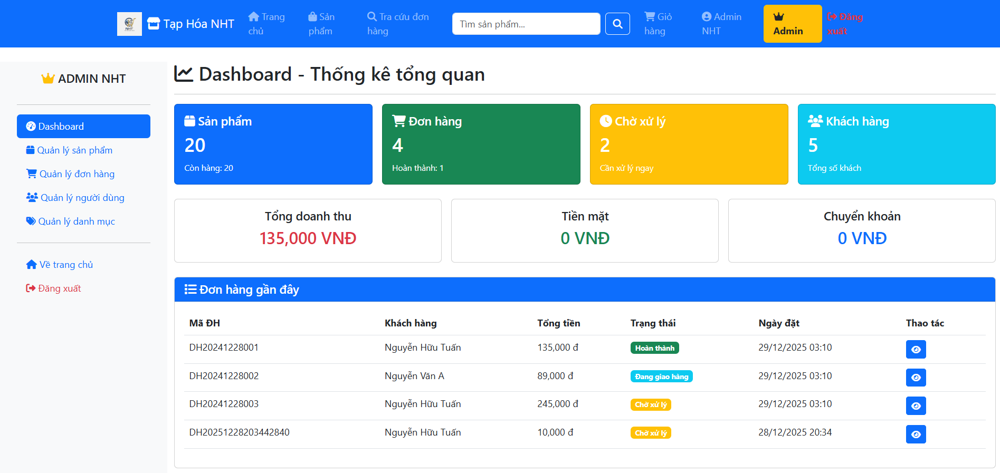 NHT
Tạp Hóa NHT
Trang chủ
Sản phẩm
Tra cứu đơn hàng
Tìm sản phẩm...
Giỏ hàng
Admin NHT
Admin
Đăng xuất
ADMIN NHT
Dashboard
Quản lý sản phẩm
Quản lý đơn hàng
Quản lý người dùng
Quản lý danh mục
Về trang chủ
Đăng xuất
Dashboard - Thống kê tổng quan
Sản phẩm
20
Còn hàng: 20
Đơn hàng
4
Hoàn thành: 1
Chờ xử lý
2
Cần xử lý ngay
Khách hàng
5
Tổng số khách
Tổng doanh thu
135,000 VNĐ
Tiền mặt
0 VNĐ
Chuyển khoản
0 VNĐ
Đơn hàng gần đây
Mã ĐH Khách hàng Tổng tiền Trạng thái Ngày đặt Thao tác
DH20241228001 Nguyễn Hữu Tuấn 135,000 đ Hoàn thành 29/12/2025 03:10
DH20241228002 Nguyễn Văn A 89,000 đ Đang giao hàng 29/12/2025 03:10
DH20241228003 Nguyễn Hữu Tuấn 245,000 đ Chờ xử lý 29/12/2025 03:10
DH20251228203442840 Nguyễn Hữu Tuấn 10,000 đ Chờ xử lý 28/12/2025 20:34